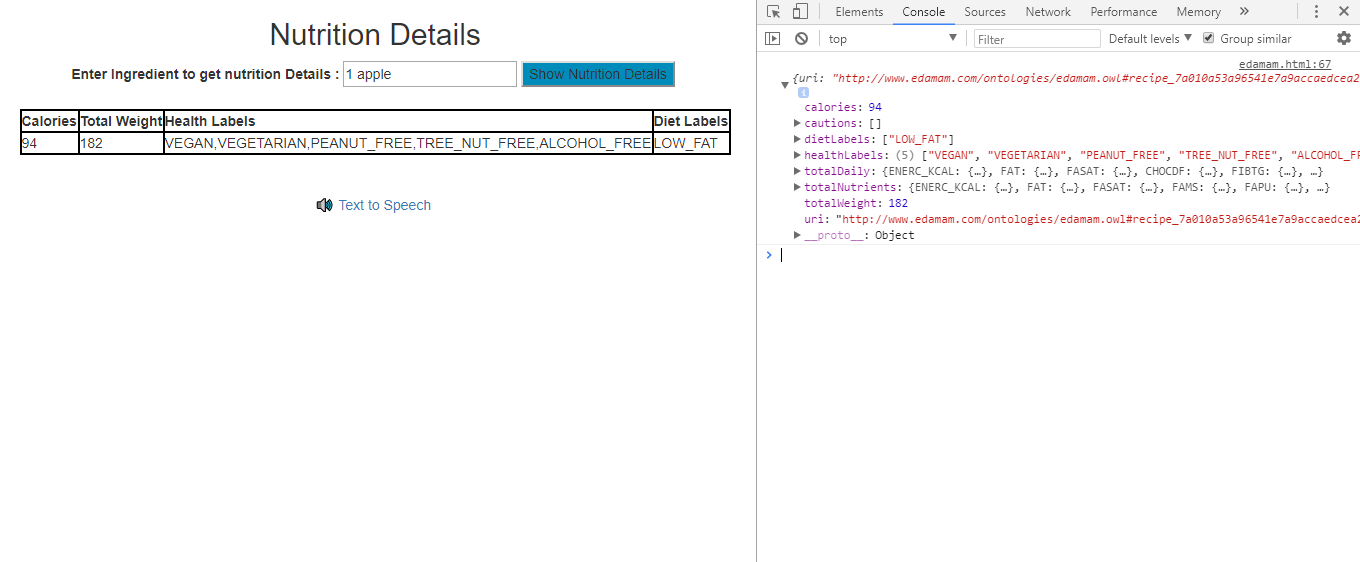 Nutrition Details
Enter Ingredient to get nutrition Details : 1 apple Show Nutrition Details
Calories Total Weight Health Labels Diet Labels
94 182 VEGAN,VEGETARIAN,PEANUT_FREE,TREE_NUT_FREE,ALCOHOL_FREE LOW_FAT
Text to Speech
Elements Console Sources Network Performance Memory »
top Filter Default levels Group similar
edamam.html:67
{uri: "http://www.edamam.com/ontologies/edamam.owl#recipe_7a010a53a96541e7a9accaedcea2
i
calories: 94
cautions: []
dietLabels: ["LOW_FAT"]
healthLabels: (5) ["VEGAN", "VEGETARIAN", "PEANUT_FREE", "TREE_NUT_FREE", "ALCOHOL_FR
totalDaily: {ENERC_KCAL: {…}, FAT: {…}, FASAT: {…}, CHOCDF: {…}, FIBTG: {…}, …}
totalNutrients: {ENERC_KCAL: {…}, FAT: {…}, FASAT: {…}, FAMS: {…}, FAPU: {…}, …}
totalWeight: 182
uri: "http://www.edamam.com/ontologies/edamam.owl#recipe_7a010a53a96541e7a9accaedcea2
__proto__: Object